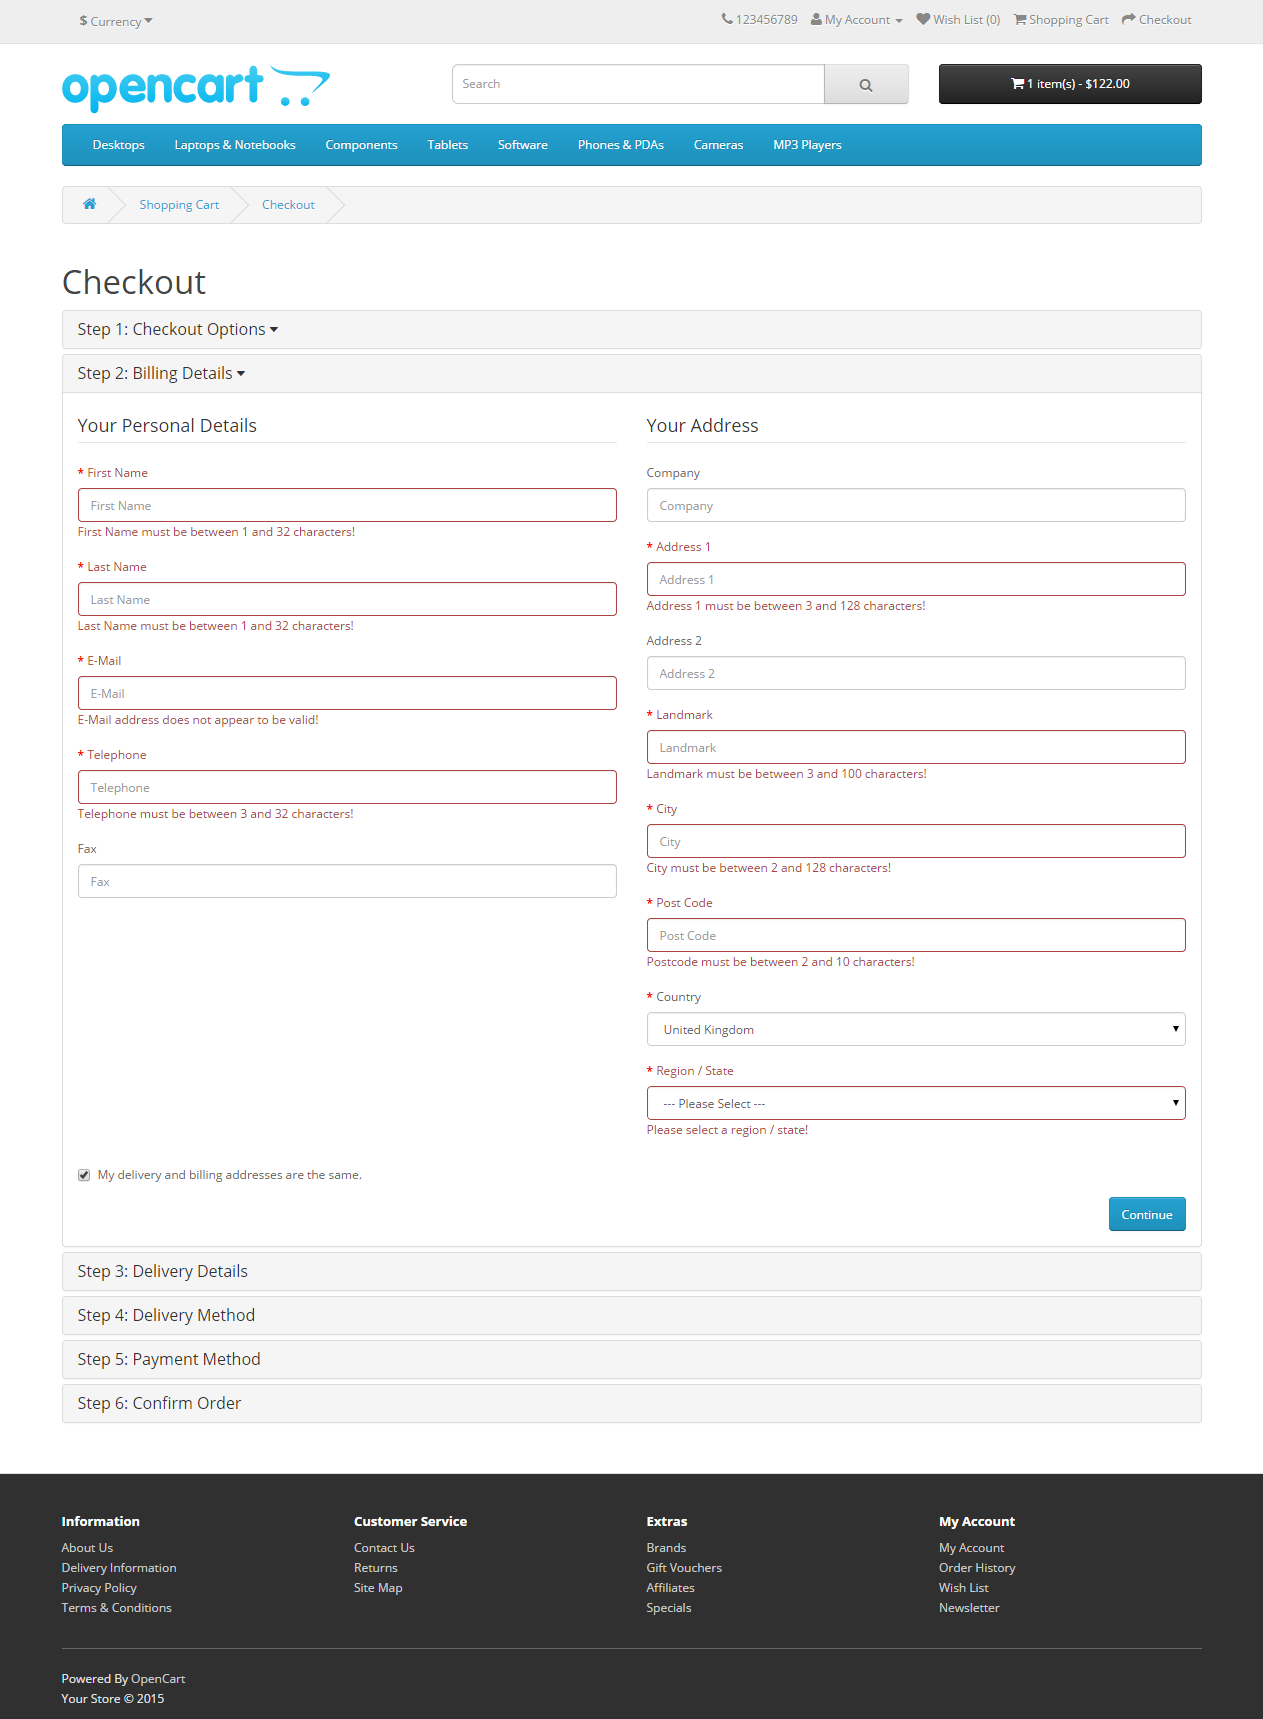 $ Currency
123456789 My Account Wish List (0) Shopping Cart Checkout
opencart
Search
1 item(s) - $122.00
Desktops Laptops & Notebooks Components Tablets Software Phones & PDAs Cameras MP3 Players
Shopping Cart Checkout
Checkout
Step 1: Checkout Options
Step 2: Billing Details
Your Personal Details
* First Name
First Name
First Name must be between 1 and 32 characters!
* Last Name
Last Name
Last Name must be between 1 and 32 characters!
* E-Mail
E-Mail
E-Mail address does not appear to be valid!
* Telephone
Telephone
Telephone must be between 3 and 32 characters!
Fax
Fax
Your Address
Company
Company
* Address 1
Address 1
Address 1 must be between 3 and 128 characters!
Address 2
Address 2
* Landmark
Landmark
Landmark must be between 3 and 100 characters!
* City
City
City must be between 2 and 128 characters!
* Post Code
Post Code
Postcode must be between 2 and 10 characters!
* Country
United Kingdom
* Region / State
--- Please Select ---
Please select a region / state!
My delivery and billing addresses are the same.
Continue
Step 3: Delivery Details
Step 4: Delivery Method
Step 5: Payment Method
Step 6: Confirm Order
Information
About Us
Delivery Information
Privacy Policy
Terms & Conditions
Customer Service
Contact Us
Returns
Site Map
Extras
Brands
Gift Vouchers
Affiliates
Specials
My Account
My Account
Order History
Wish List
Newsletter
Powered By OpenCart
Your Store © 2015